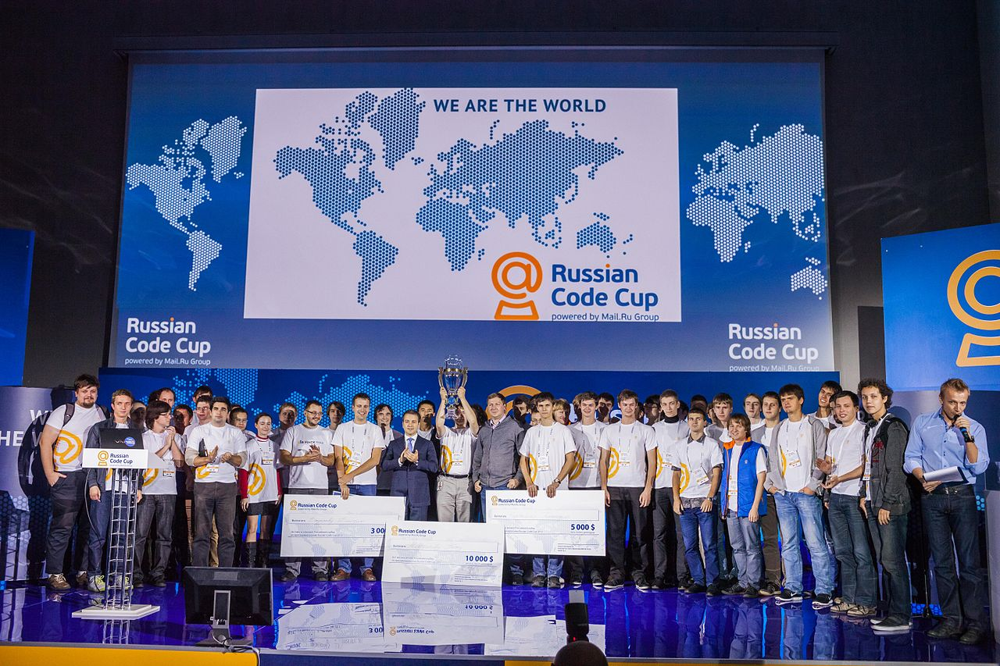 WE ARE THE WORLD
Russian
Code Cup
powered by Mail.Ru Group
Russian
Code Cup
powered by Mail.Ru Group
Russian
Code Cup
powered by Mail.Ru Group
W
HE W
Russian
Code Cup
HACK
Russian Code Cup
3 00
Russian Code Cup
10 000 $
Russian Code Cup
5 000 $